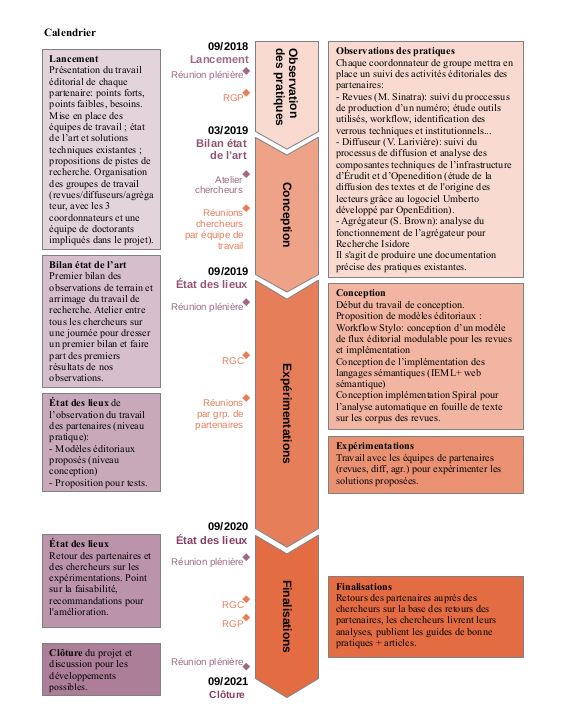 Calendrier
Lancement
Présentation du travail
éditorial de chaque
partenaire: points forts,
points faibles, besoins.
Mise en place des
équipes de travail ; état
de l'art et solutions
techniques existantes ;
propositions de pistes de
recherche. Organisation
des groupes de travail
(revues/diffuseurs/agréga
teur, avec les 3
coordonnateurs et une
équipe de doctorants
impliqués dans le projet).
Bilan état de l'art
Premier bilan des
observations de terrain et
arrimage du travail de
recherche. Atelier entre
tous les chercheurs sur
une journée pour dresser
un premier bilan et faire
part des premiers
résultats de nos
observations.
État des lieux de
l'observation du travail
des partenaires (niveau
pratique):
- Modèles éditoriaux
proposés (niveau
conception)
- Proposition pour tests.
État des lieux
Retour des partenaires et
des chercheurs sur les
expérimentations. Point
sur la faisabilité,
recommandations pour
l'amélioration.
Clôture du projet et
discussion pour les
développements
possibles.
09/2018
Lancement
Réunion plénière
RGP
03/2019
Bilan état
de l'art
Atelier
chercheurs
Réunions
chercheurs
par équipe de
travail
09/2019
État des lieux
Réunion plénière
RGC
Réunions
par grp. de
partenaires
09/2020
État des lieux
Réunion plénière
RGC
RGP
Réunion plénière
09/2021
Clôture
Observation
des pratiques
Conception
Expérimentations
Finalisations
Observations des pratiques
Chaque coordonnateur de groupe mettra en
place un suivi des activités éditoriales des
partenaires:
- Revues (M. Sinatra): suivi du proccessus
de production d'un numéro; étude outils
utilisés, workflow, identification des
verrous techniques et institutionnels...
- Diffuseur (V. Larivière): suivi du
processus de diffusion et analyse des
composantes techniques de l'infrastructure
d'Érudit et d'Openedition (étude de la
diffusion des textes et de l'origine des
lecteurs grâce au logociel Umberto
développé par OpenEdition).
- Agrégateur (S. Brown): analyse du
fonctionnement de l'agrégateur pour
Recherche Isidore
Il s'agit de produire une documentation
précise des pratiques existantes.
Conception
Début du travail de conception.
Proposition de modèles éditoriaux :
Workflow Stylo: conception d'un modèle
de flux éditorial modulable pour les revues
et implémentation
Conception de l'implémentation des
langages sémantiques (IEML+ web
sémantique)
Conception implémentation Spiral pour
l'analyse automatique en fouille de texte
sur les corpus des revues.
Expérimentations
Travail avec les équipes de partenaires
(revues, diff, agr.) pour expérimenter les
solutions proposées.
Finalisations
Retours des partenaires auprès des
chercheurs sur la base des retours des
partenaires, les chercheurs livrent leurs
analyses, publient les guides de bonne
pratiques + articles.